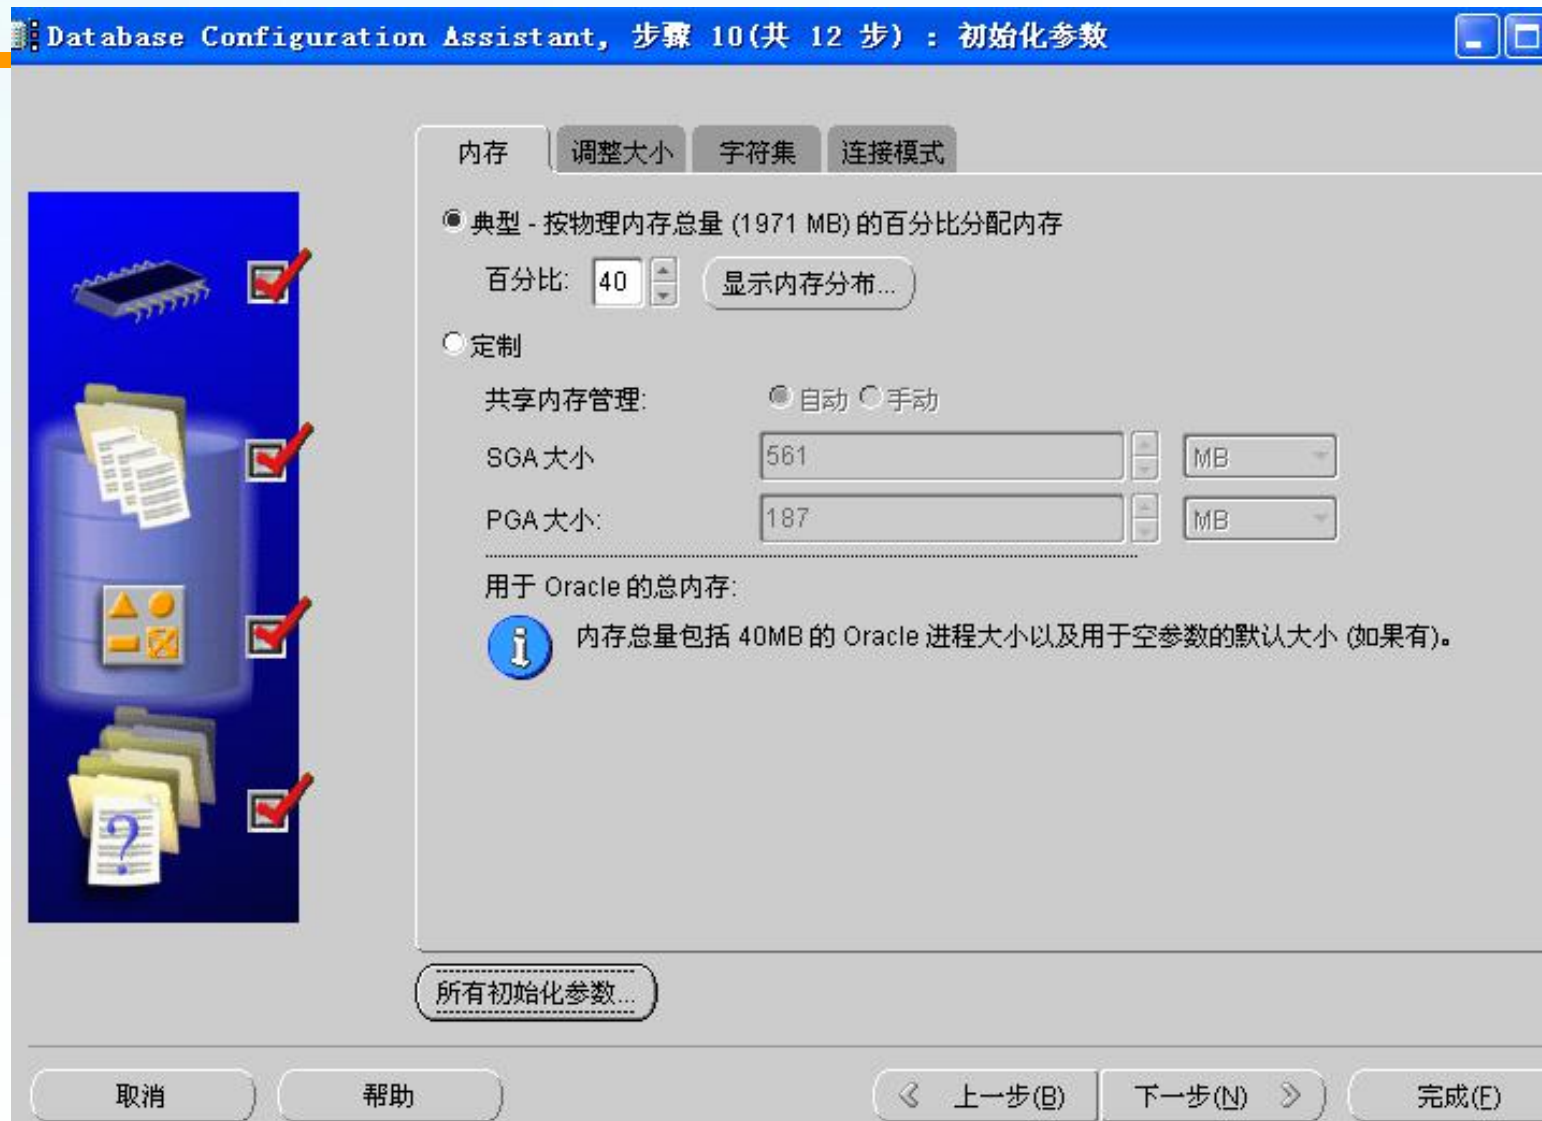 Database Configuration Assistant, 步骤 10(共 12 步) : 初始化参数
内存 调整大小 字符集 连接模式
典型 - 按物理内存总量 (1971 MB) 的百分比分配内存
百分比: 40 显示内存分布...
定制
共享内存管理: 自动 手动
SGA 大小 561 MB
PGA 大小: 187 MB
用于 Oracle 的总内存:
内存总量包括 40MB 的 Oracle 进程大小以及用于空参数的默认大小 (如果有)。
所有初始化参数...
取消 帮助 上一步(B) 下一步(N) 完成(F)